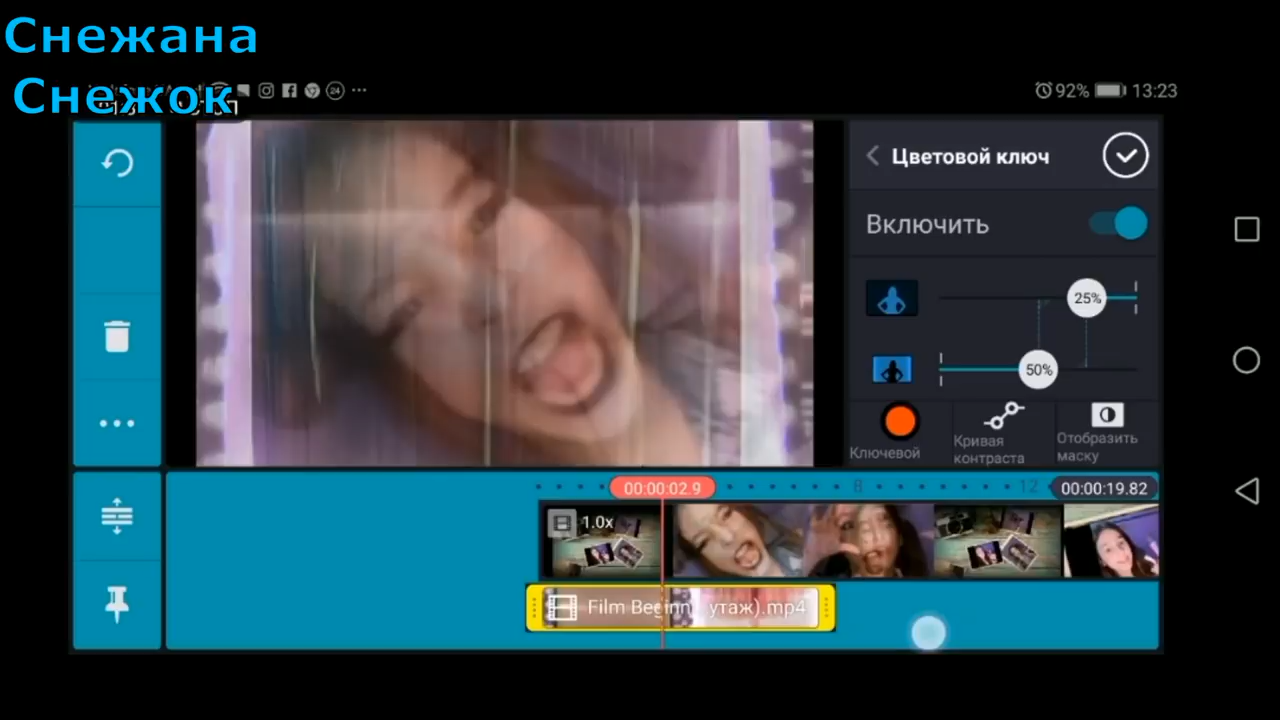 Снежана
Снежок
24
92% 13:23
Цветовой ключ
Включить
25%
50%
Ключевой
Кривая
контраста
Отобразить
маску
00:00:02.9
8
12
00:00:19.82
1.0x
Film Beginn утаж).mp4